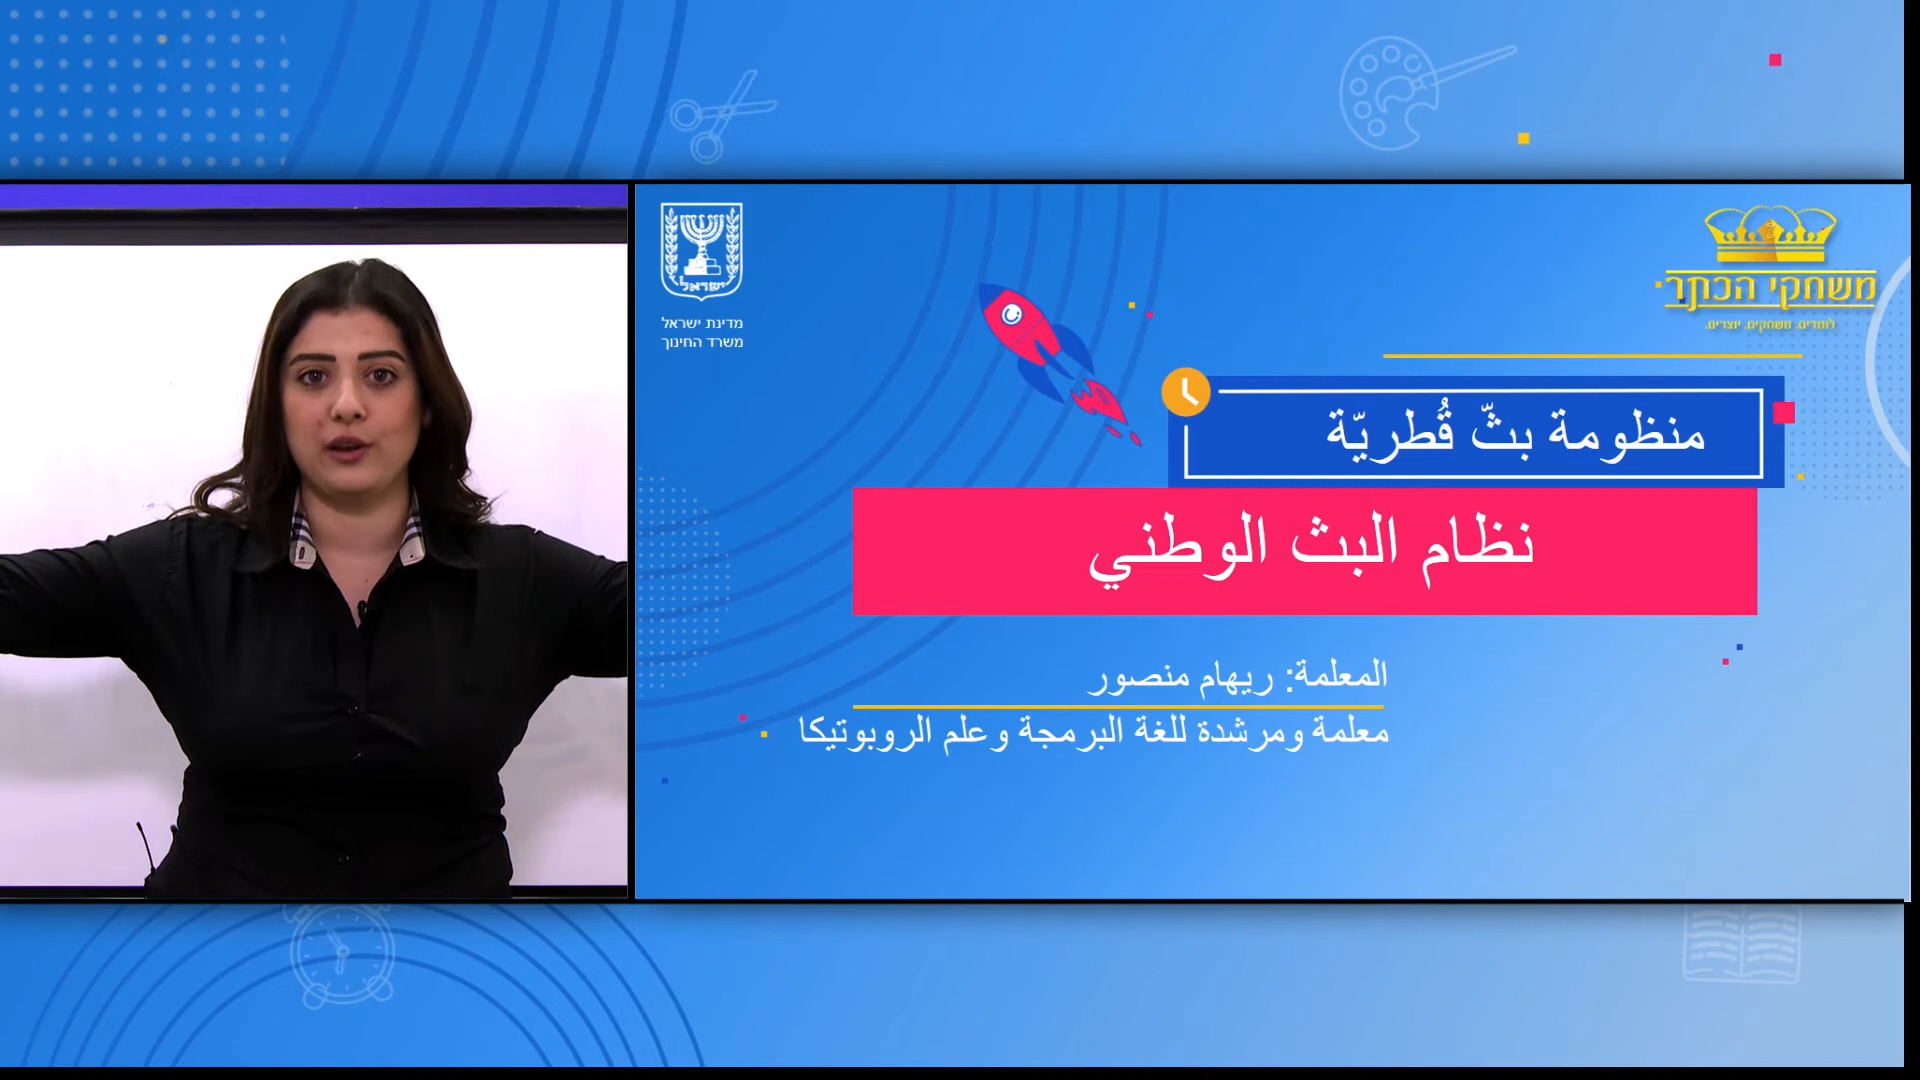 ישראל
מדינת ישראל
משרד החינוך
משחקי הכתר
לומדים. משחקים. יוצרים.
منظومة بثّ قُطريّة
نظام البث الوطني
المعلمة: ريهام منصور
معلمة ومرشدة للغة البرمجة وعلم الروبوتيكا